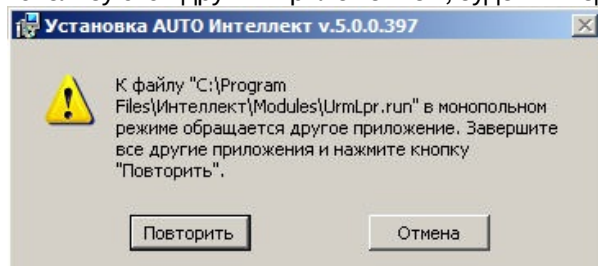 Установка AUTO Интеллект v.5.0.0.397
К файлу "C:\Program
Files\Интеллект\Modules\UrmLpr.run" в монопольном
режиме обращается другое приложение. Завершите
все другие приложения и нажмите кнопку
"Повторить".
Повторить
Отмена